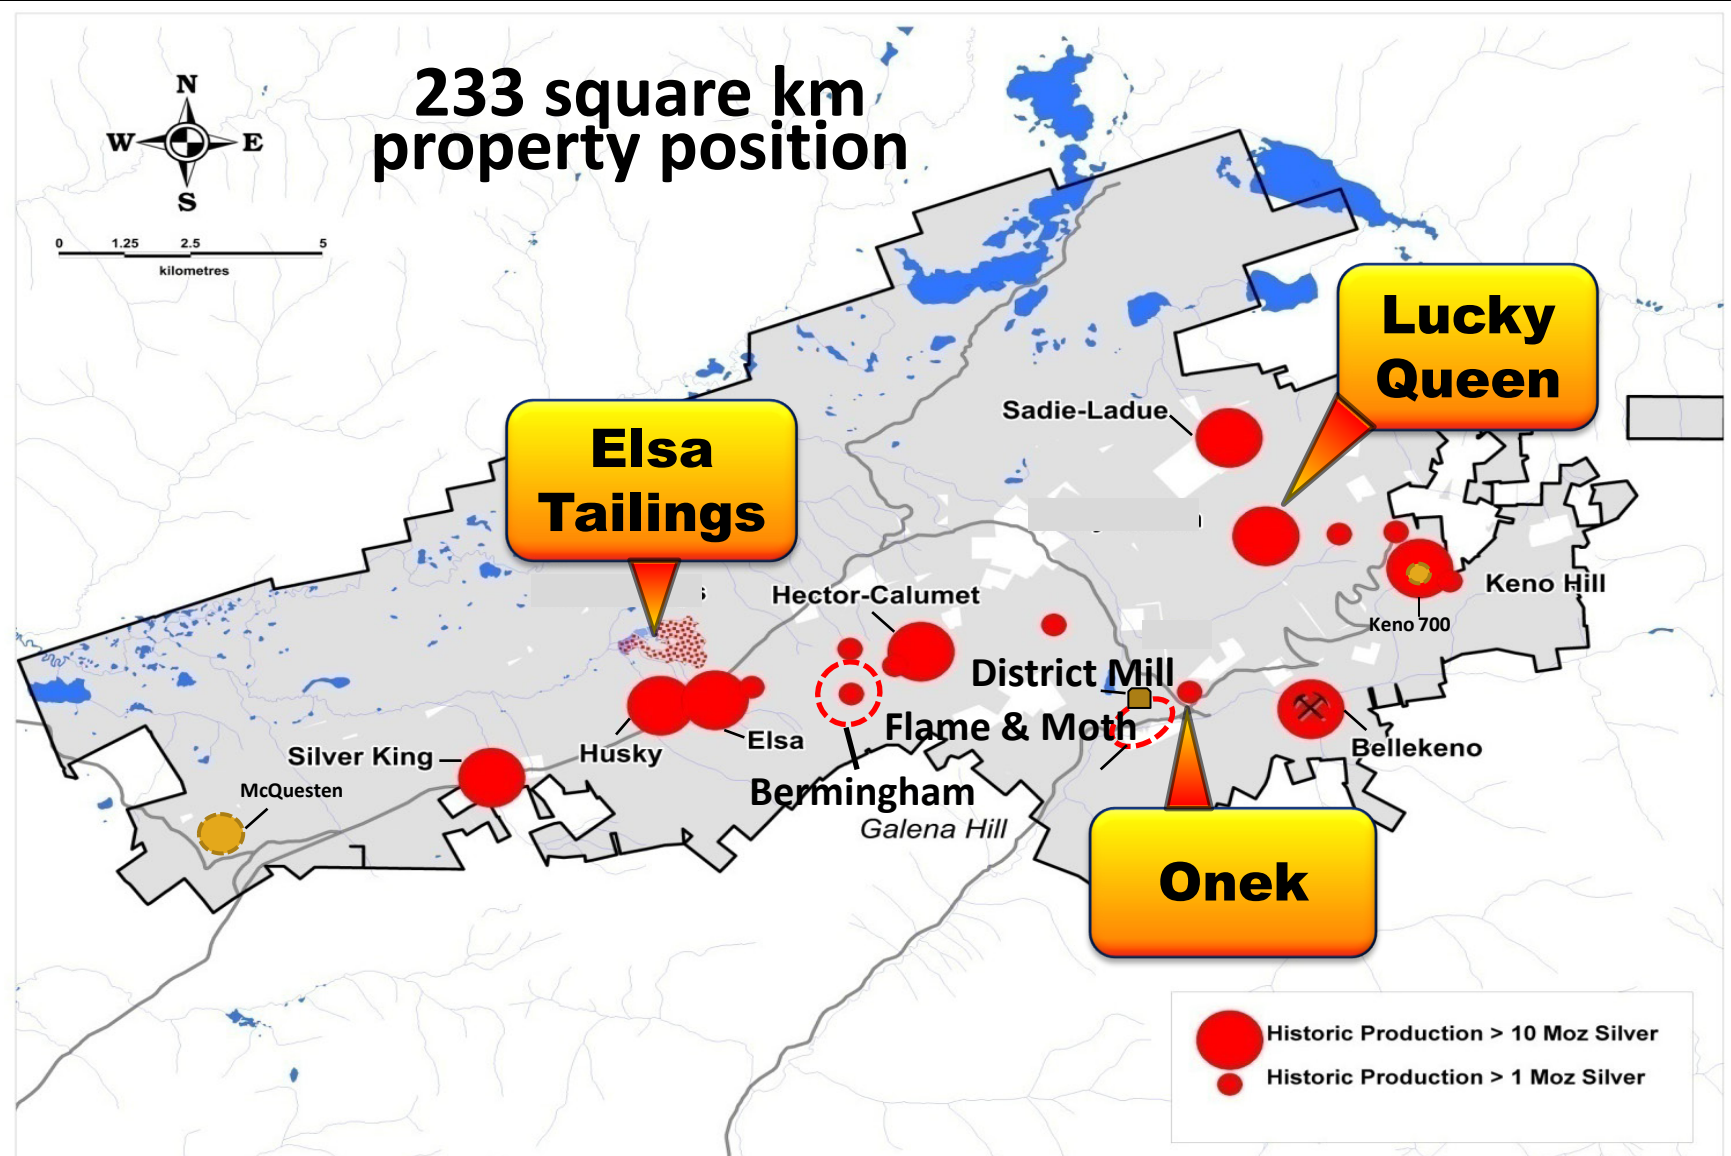 233 square km
property position
N
W
E
S
0 1.25 2.5 5
kilometres
Lucky
Queen
Sadie-Ladue
Elsa
Tailings
Hector-Calumet
Keno Hill
Keno 700
District Mill
Flame & Moth
Husky
Elsa
Bellekeno
Silver King
McQuesten
Bermingham
Galena Hill
Onek
Historic Production > 10 Moz Silver
Historic Production > 1 Moz Silver